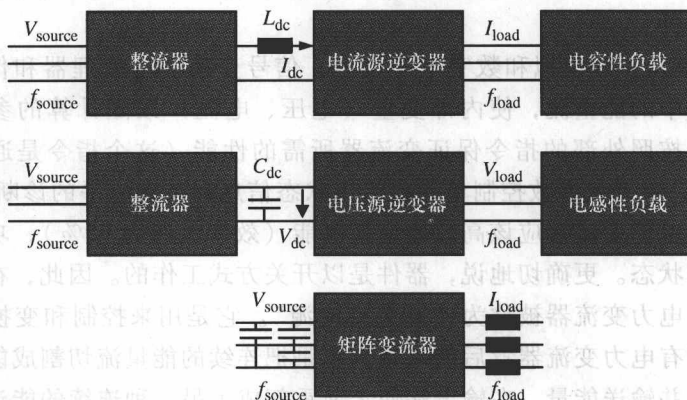 V_source 整流器 L_dc I_dc 电流源逆变器 I_load 电容性负载
f_source f_load
V_source 整流器 C_dc V_dc 电压源逆变器 V_load 电感性负载
f_source f_load
V_source 矩阵变流器 I_load
f_source f_load